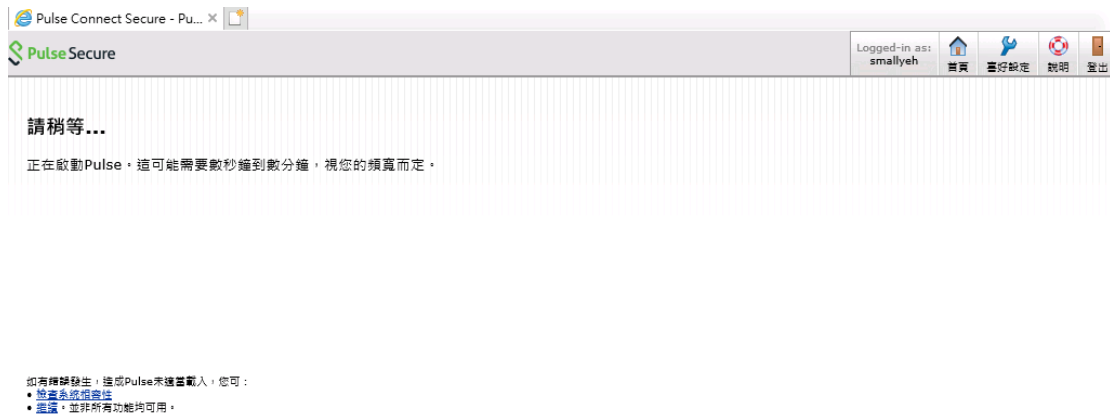 Pulse Connect Secure - Pu...
Pulse Secure
Logged-in as:
smallyeh
首頁
喜好設定
說明
登出
請稍等...
正在啟動Pulse。這可能需要數秒鐘到數分鐘，視您的頻寬而定。
如有錯誤發生，造成Pulse未適當載入，您可：
• 檢查系統相容性
• 繼續。並非所有功能均可用。